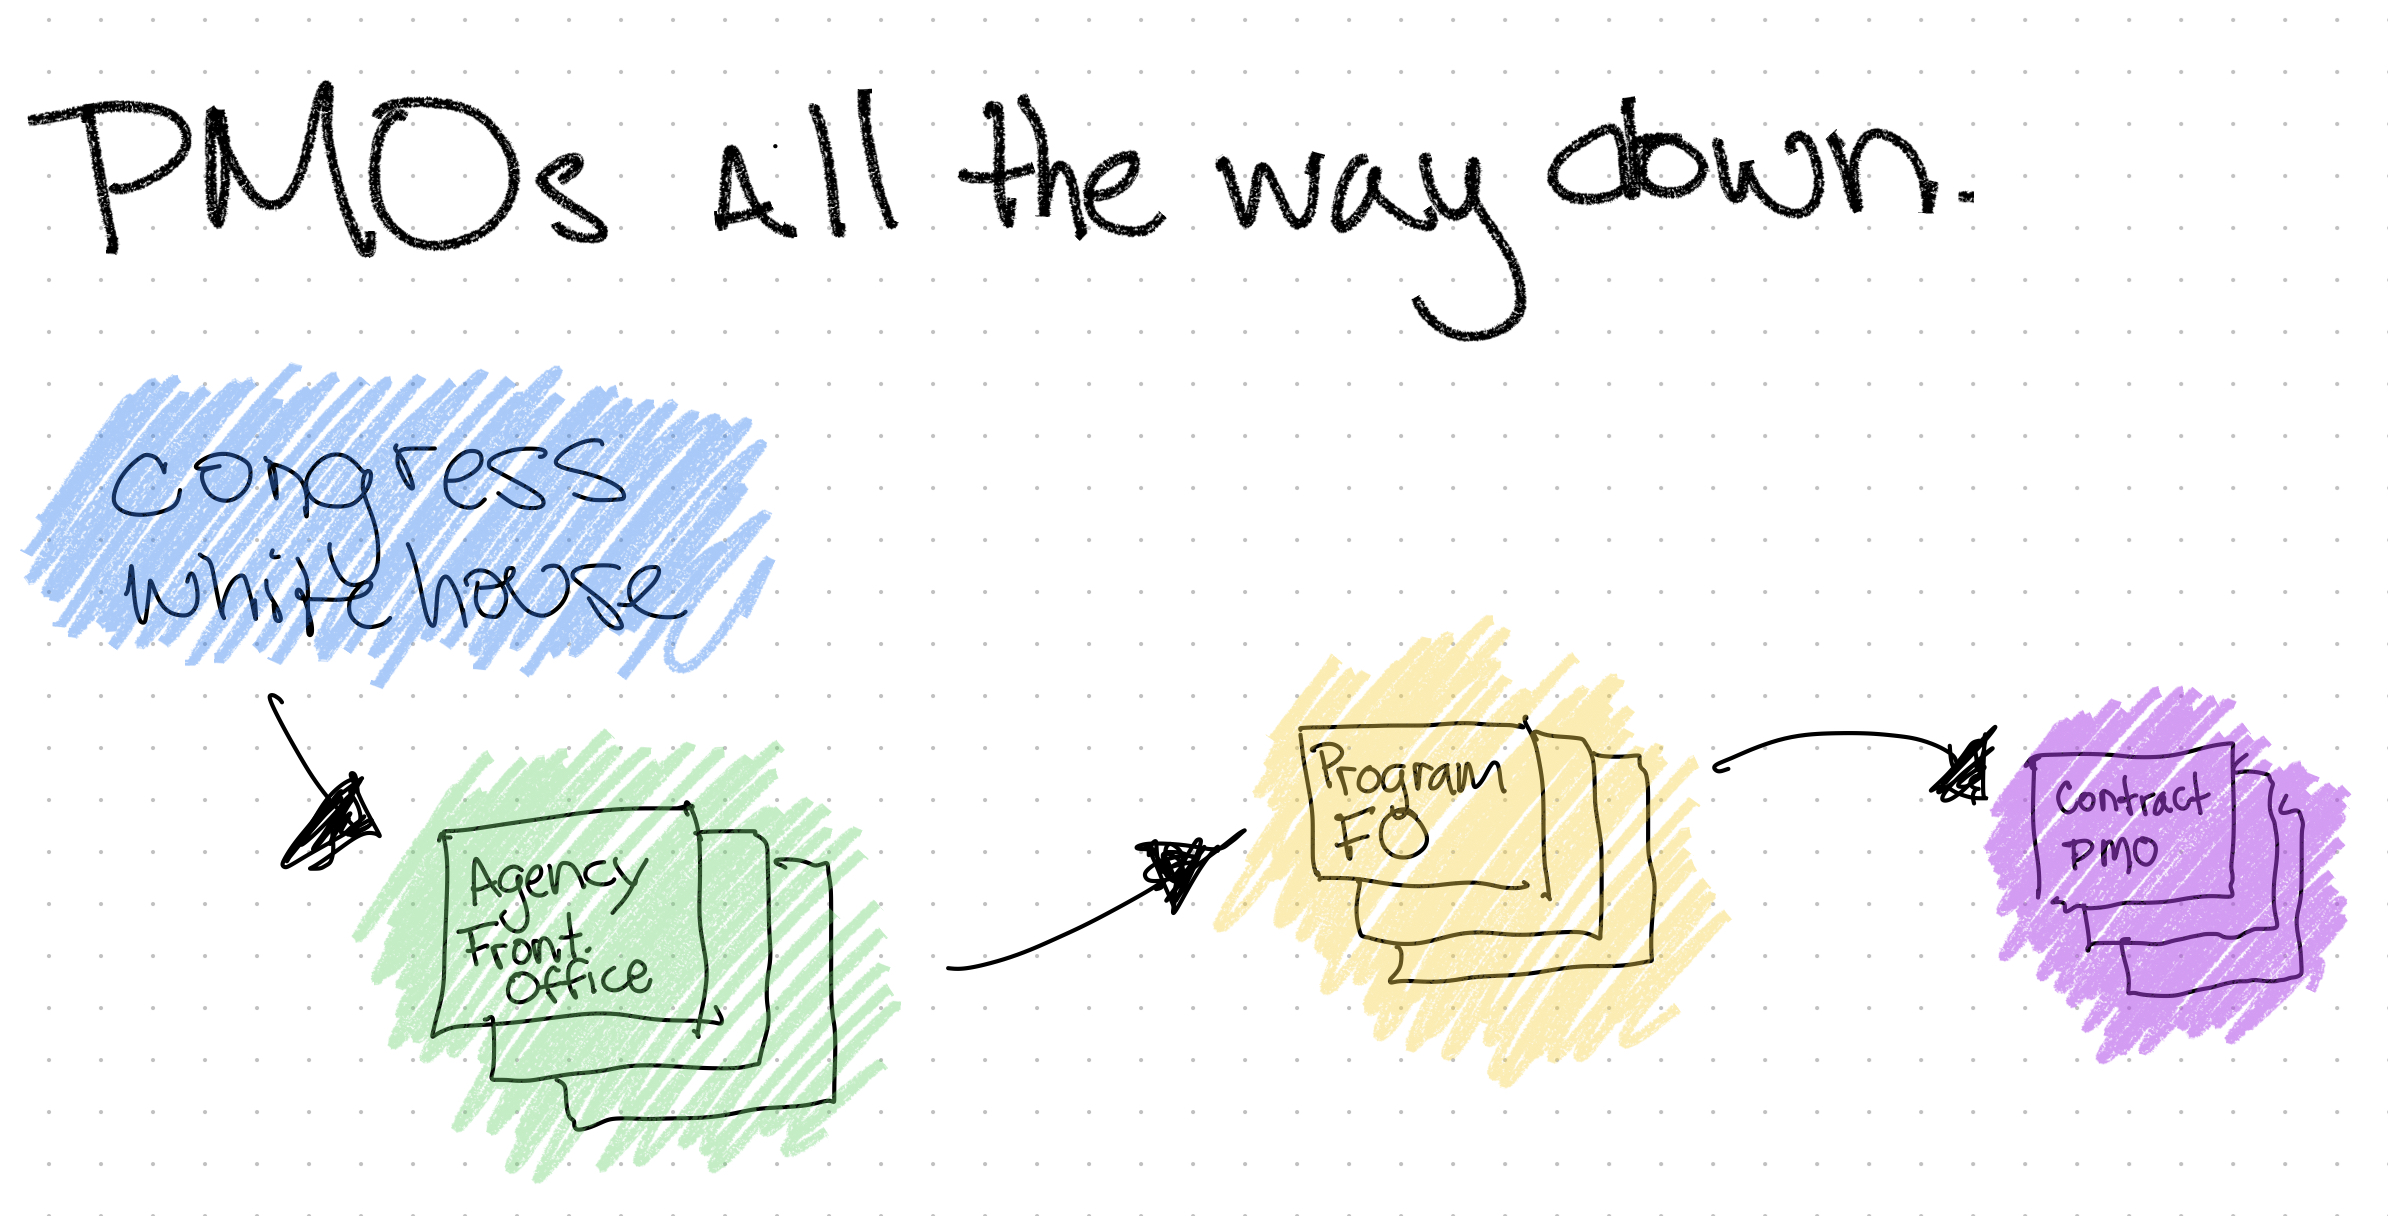 PMOs all the way down.
congress
white house
Agency
Front
Office
Program
FO
Contract
PMO